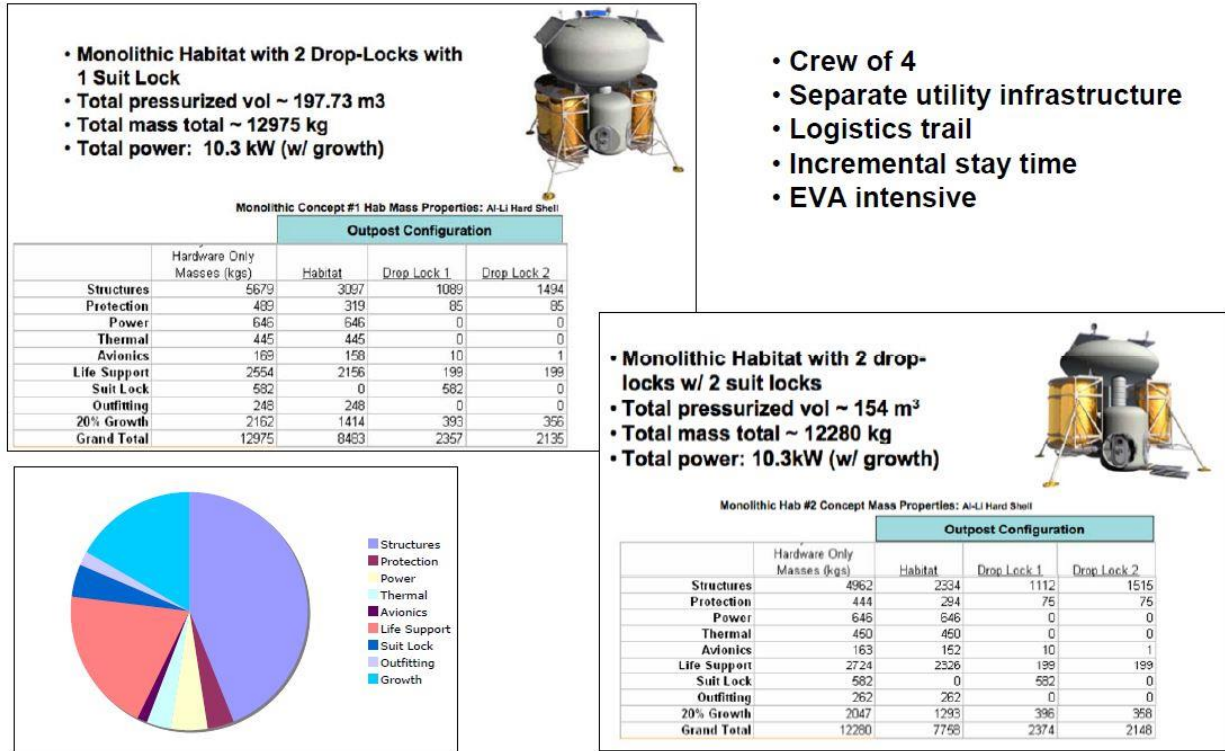 • Monolithic Habitat with 2 Drop-Locks with
1 Suit Lock
• Total pressurized vol ~ 197.73 m3
• Total mass total ~ 12975 kg
• Total power: 10.3 kW (w/ growth)
Monolithic Concept #1 Hab Mass Properties: Al-Li Hard Shell
Outpost Configuration
Hardware Only
Masses (kgs) Habitat Drop Lock 1 Drop Lock 2
Structures 5679 3097 1089 1494
Protection 489 319 85 85
Power 646 646 0 0
Thermal 445 445 0 0
Avionics 169 158 10 1
Life Support 2554 2156 199 199
Suit Lock 582 0 582 0
Outfitting 248 248 0 0
20% Growth 2162 1414 393 356
Grand Total 12975 8483 2357 2135
• Crew of 4
• Separate utility infrastructure
• Logistics trail
• Incremental stay time
• EVA intensive
• Monolithic Habitat with 2 drop-
locks w/ 2 suit locks
• Total pressurized vol ~ 154 m³
• Total mass total ~ 12280 kg
• Total power: 10.3kW (w/ growth)
Monolithic Hab #2 Concept Mass Properties: Al-Li Hard Shell
Outpost Configuration
Hardware Only
Masses (kgs) Habitat Drop Lock 1 Drop Lock 2
Structures 4962 2334 1112 1515
Protection 444 294 75 75
Power 646 646 0 0
Thermal 450 450 0 0
Avionics 163 152 10 1
Life Support 2724 2326 199 199
Suit Lock 582 0 582 0
Outfitting 262 262 0 0
20% Growth 2047 1293 396 358
Grand Total 12280 7758 2374 2148
Structures
Protection
Power
Thermal
Avionics
Life Support
Suit Lock
Outfitting
Growth